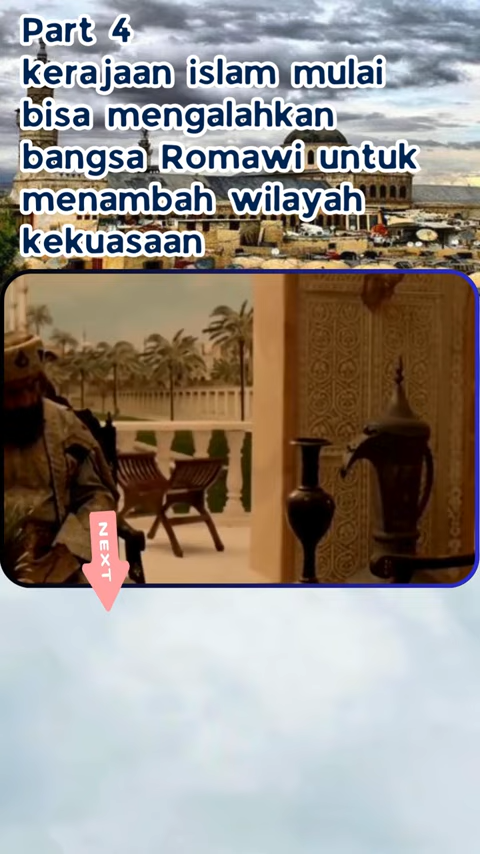 Part 4
kerajaan islam mulai
bisa mengalahkan
bangsa Romawi untuk
menambah wilayah
kekuasaan
NEXT